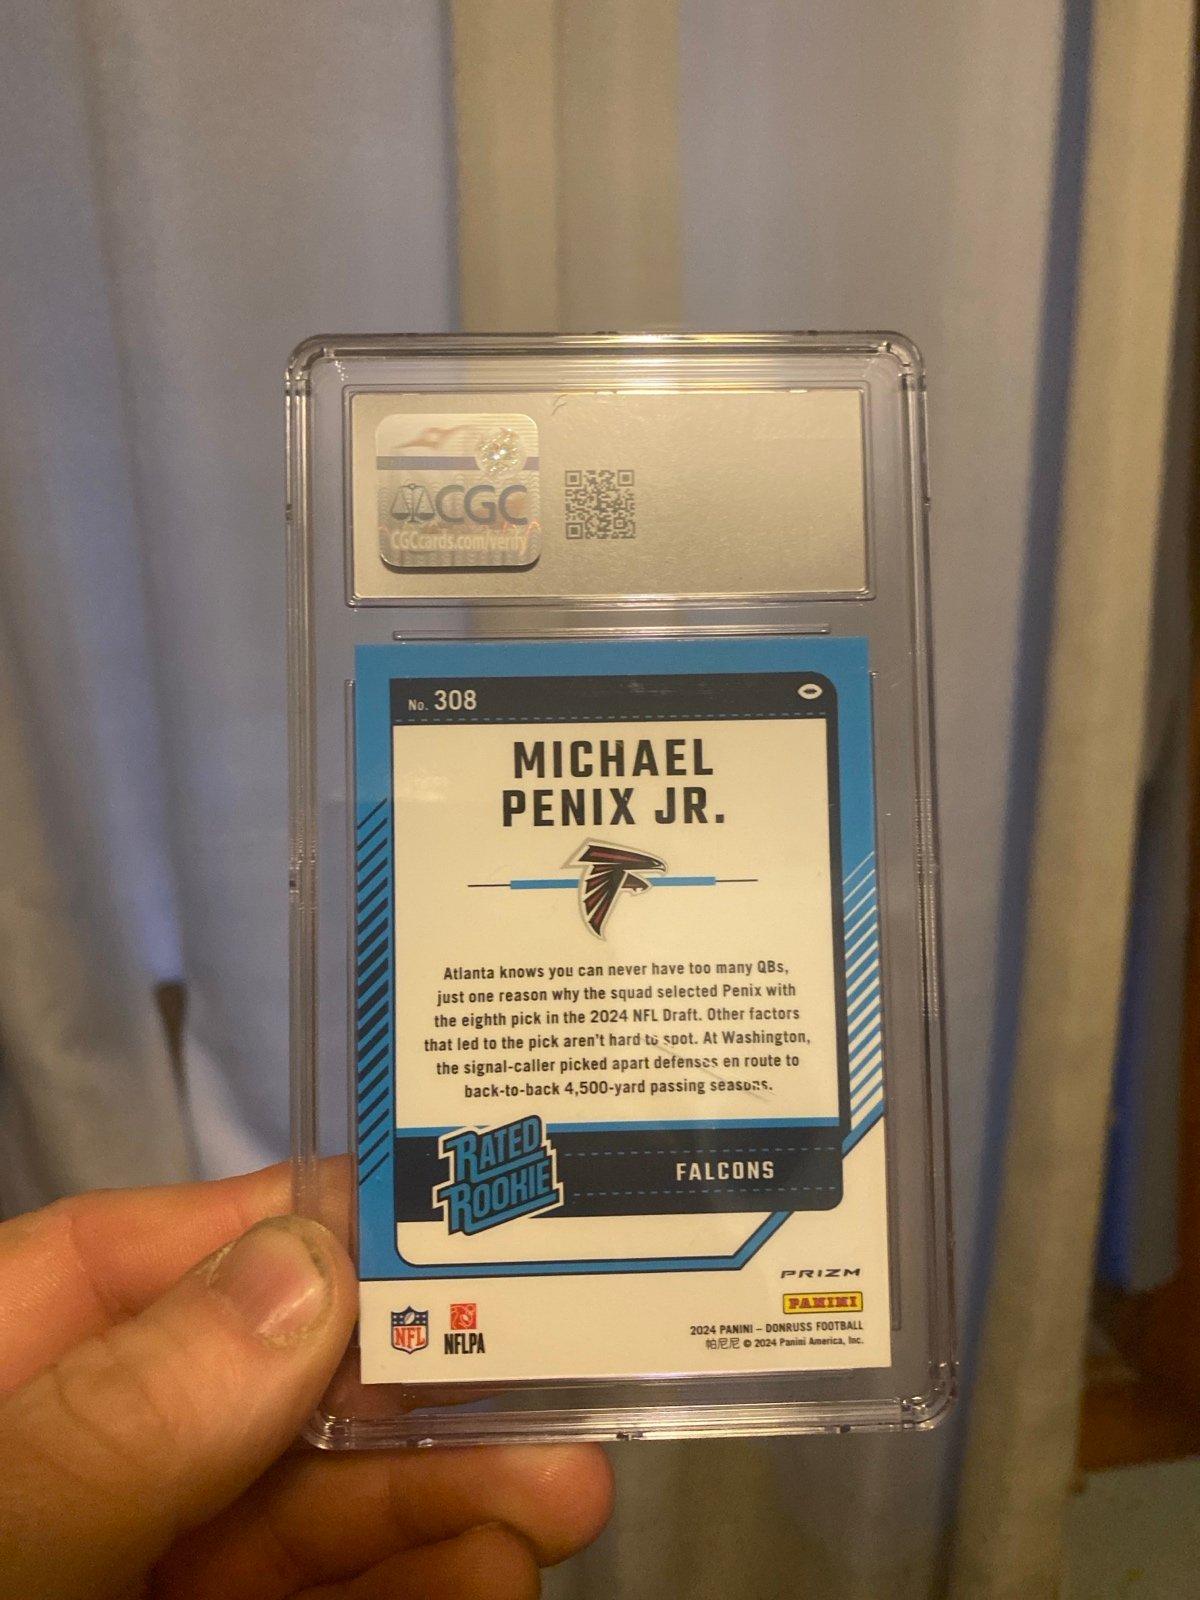 CGC
CGCcards.com/verify
No. 308
MICHAEL
PENIX JR.
Atlanta knows you can never have too many QBs,
just one reason why the squad selected Penix with
the eighth pick in the 2024 NFL Draft. Other factors
that led to the pick aren't hard to spot. At Washington,
the signal-caller picked apart defenses en route to
back-to-back 4,500-yard passing seasons.
RATED
ROOKIE
FALCONS
PRIZM
PANINI
NFL
NFLPA
2024 PANINI – DONRUSS FOOTBALL
帕尼尼 © 2024 Panini America, Inc.